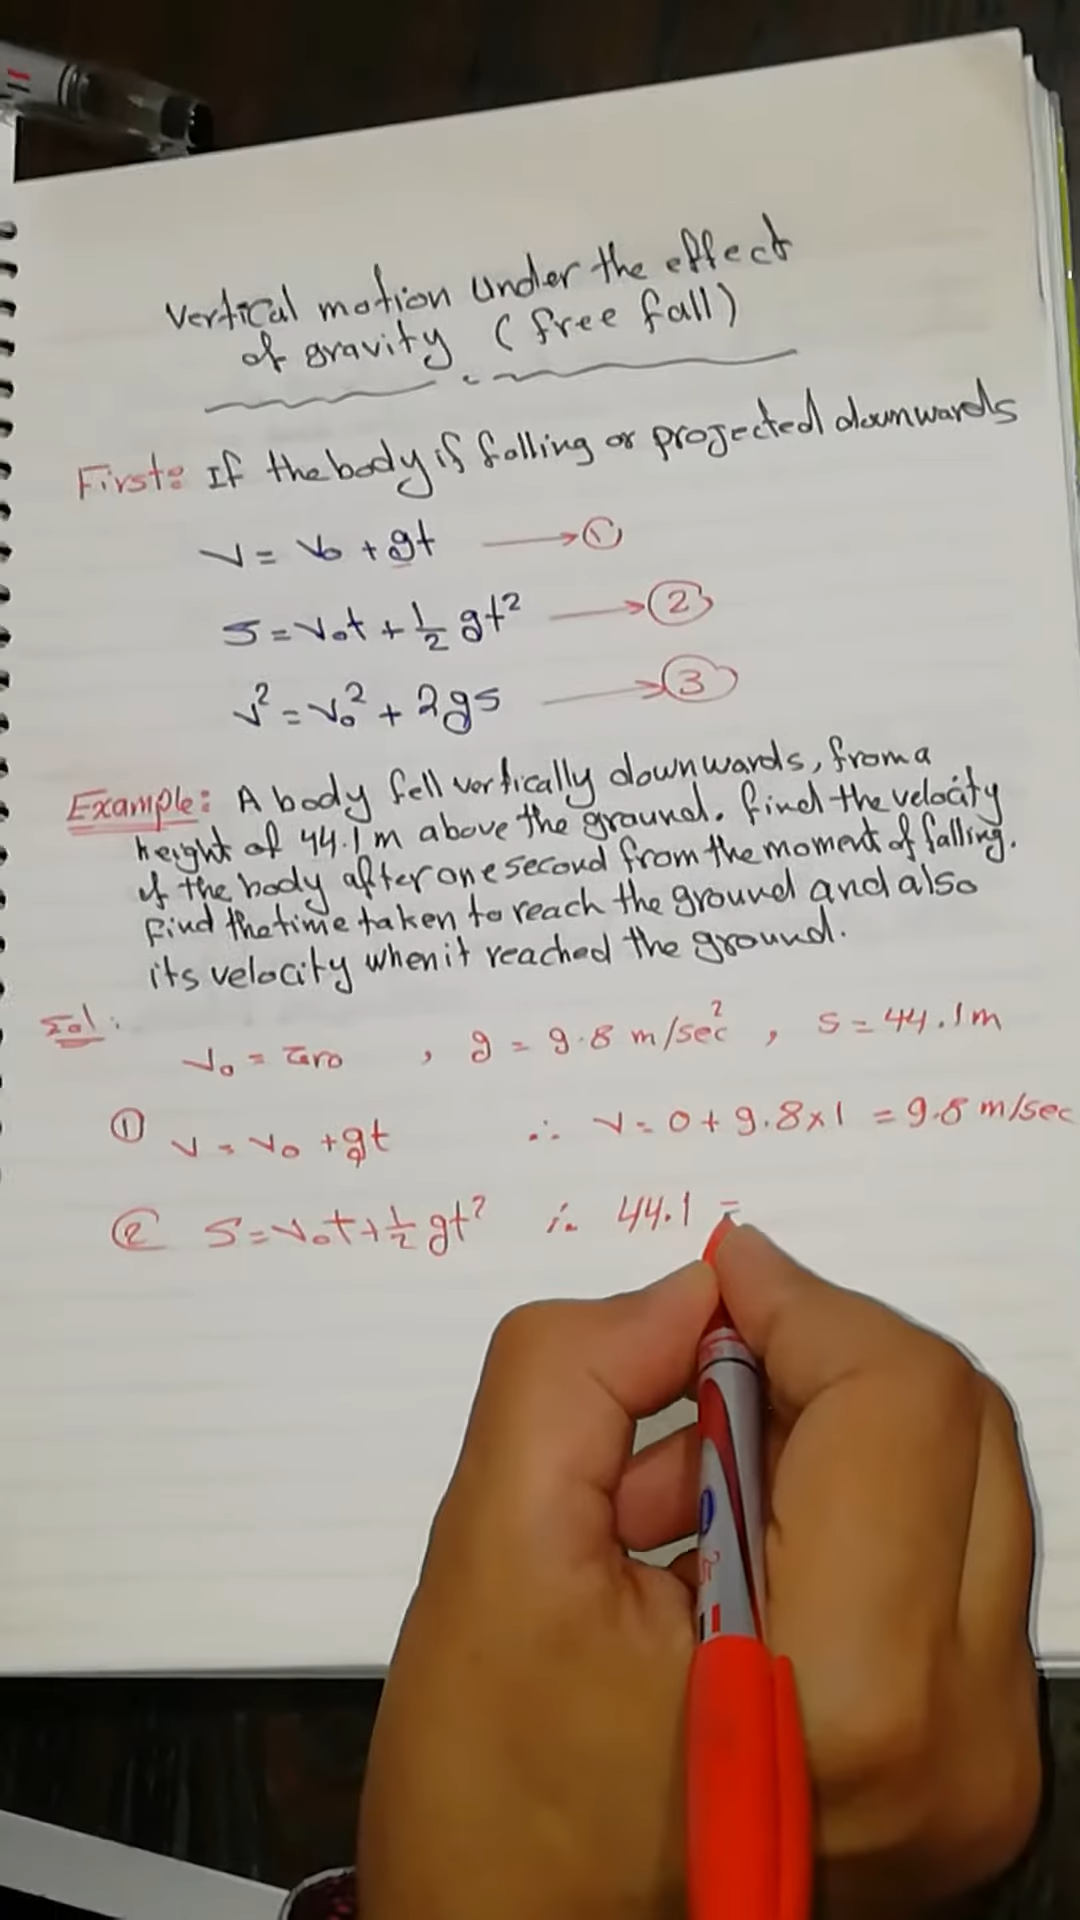 Vertical motion under the effect
of gravity (free fall)
First: If the body is falling or projected downwards
v = v₀ + gt → ①
s = v₀t + ½ gt² → ②
v² = v₀² + 2gs → ③
Example: A body fell vertically downwards, from a
height of 44.1 m above the ground. find the velocity
of the body after one second from the moment of falling.
Find the time taken to reach the ground and also
its velocity when it reached the ground.
Sol:
v₀ = zero , g = 9.8 m/sec² , s = 44.1 m
① v = v₀ + gt ∴ v = 0 + 9.8 × 1 = 9.8 m/sec
② s = v₀t + ½ gt² ∴ 44.1 =